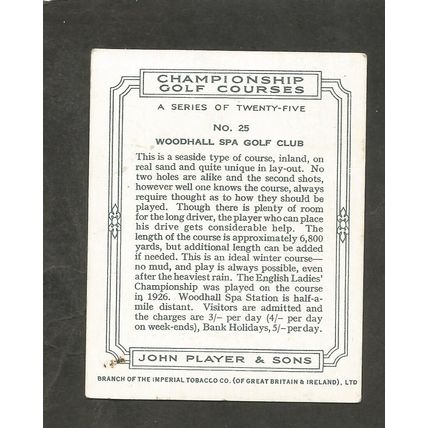 CHAMPIONSHIP
GOLF COURSES
A SERIES OF TWENTY-FIVE
No. 25
WOODHALL SPA GOLF CLUB
This is a seaside type of course, inland, on
real sand and quite unique in lay-out. No
two holes are alike and the second shots,
however well one knows the course, always
require thought as to how they should be
played. Though there is plenty of room
for the long driver, the player who can place
his drive gets considerable help. The
length of the course is approximately 6,800
yards, but additional length can be added
if needed. This is an ideal winter course—
no mud, and play is always possible, even
after the heaviest rain. The English Ladies'
Championship was played on the course
in 1926. Woodhall Spa Station is half-a-
mile distant. Visitors are admitted and
the charges are 3/- per day (4/- per day
on week-ends), Bank Holidays, 5/- per day.
JOHN PLAYER & SONS
BRANCH OF THE IMPERIAL TOBACCO CO. (OF GREAT BRITAIN & IRELAND), LTD